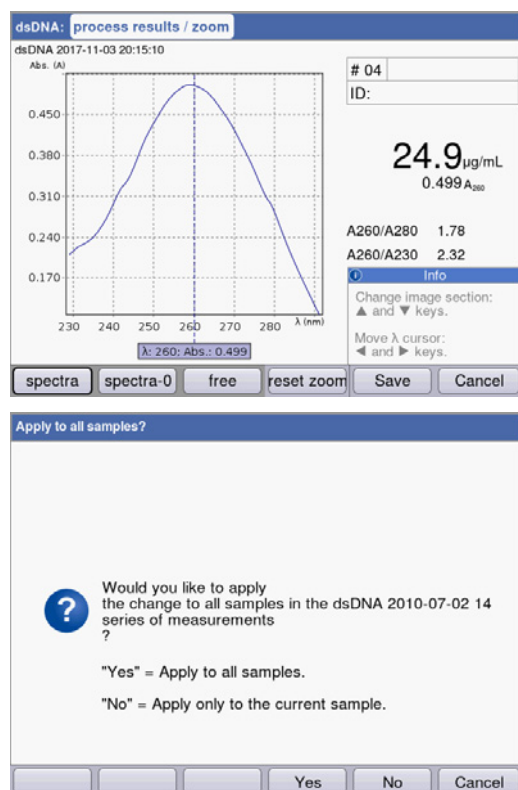 dsDNA: process results / zoom
dsDNA 2017-11-03 20:15:10
Abs. (A)
# 04
ID:
0.450
0.380
0.310
0.240
0.170
24.9 µg/mL
0.499 A260
A260/A280 1.78
A260/A230 2.32
Info
Change image section:
▲ and ▼ keys.
Move λ cursor:
◀ and ▶ keys.
230 240 250 260 270 280 λ (nm)
λ: 260; Abs.: 0.499
spectra spectra-0 free reset zoom Save Cancel
Apply to all samples?
?
Would you like to apply
the change to all samples in the dsDNA 2010-07-02 14
series of measurements
?
"Yes" = Apply to all samples.
"No" = Apply only to the current sample.
Yes No Cancel